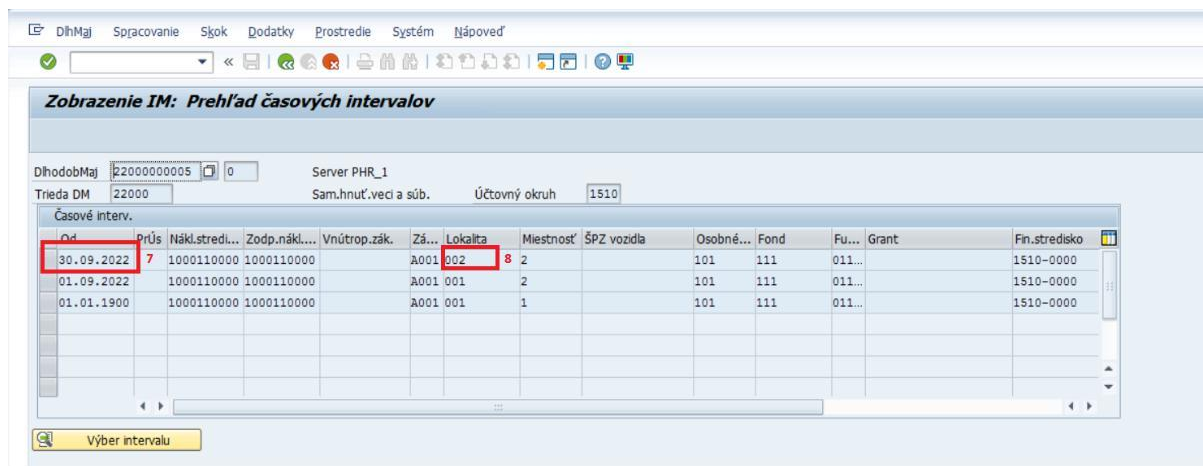 DlhMaj Spracovanie Skok Dodatky Prostredie Systém Nápoveď
Zobrazenie IM: Prehľad časových intervalov
DlhodobMaj 22000000005 0 Server PHR_1
Trieda DM 22000 Sam.hnuť.veci a súb. Účtovný okruh 1510
Časové interv.
Od PrÚs Nákl.stredi... Zodp.nákl.... Vnútrop.zák. Zá... Lokalita Miestnosť ŠPZ vozidla Osobné... Fond Fu... Grant Fin.stredisko
30.09.2022 7 1000110000 1000110000 A001 002 8 2 101 111 011... 1510-0000
01.09.2022 1000110000 1000110000 A001 001 2 101 111 011... 1510-0000
01.01.1900 1000110000 1000110000 A001 001 1 101 111 011... 1510-0000
Výber intervalu